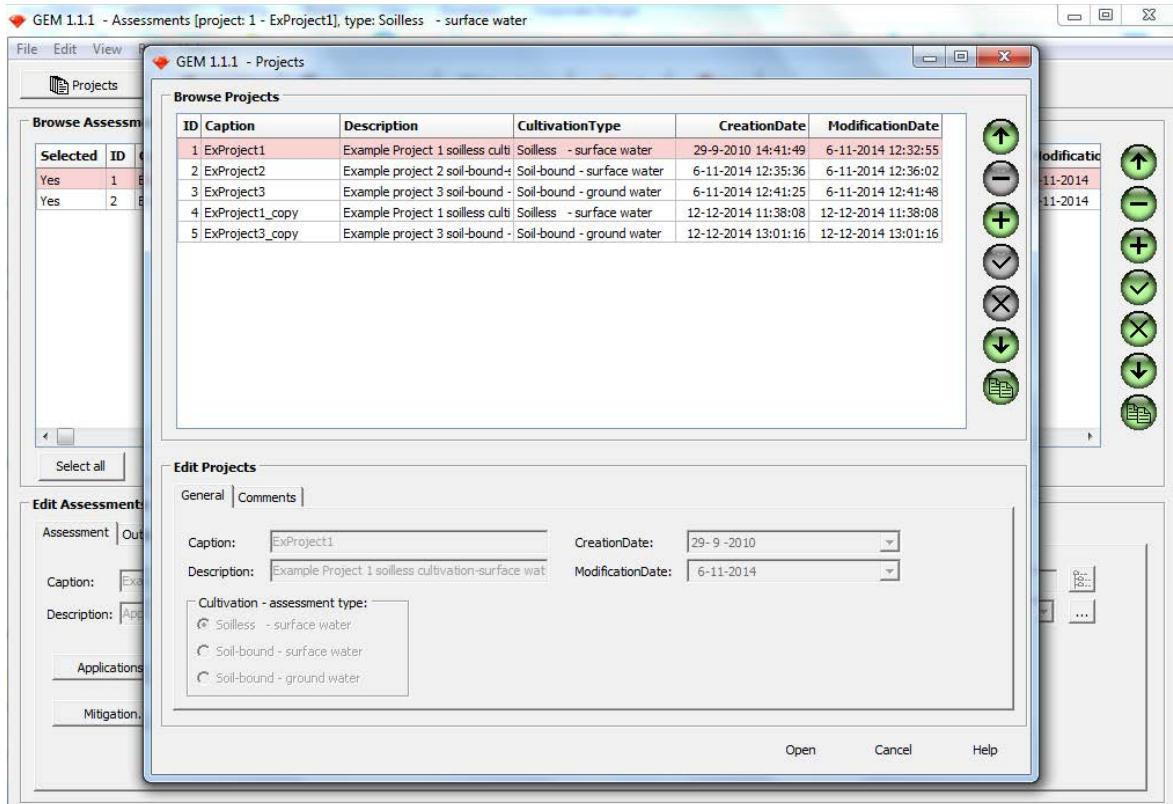 GEM 1.1.1 - Assessments [project: 1 - ExProject1], type: Soilless - surface water
File Edit View
Projects
Browse Assessm
Selected ID
Yes 1
Yes 2
Select all
Edit Assessments
Assessment Out
Caption: Exa
Description: App
Applications
Mitigation.
GEM 1.1.1 - Projects
Browse Projects
ID Caption Description CultivationType CreationDate ModificationDate
1 ExProject1 Example Project 1 soilless culti Soilless - surface water 29-9-2010 14:41:49 6-11-2014 12:32:55
2 ExProject2 Example project 2 soil-bound-s Soil-bound - surface water 6-11-2014 12:35:36 6-11-2014 12:36:02
3 ExProject3 Example project 3 soil-bound - Soil-bound - ground water 6-11-2014 12:41:25 6-11-2014 12:41:48
4 ExProject1_copy Example Project 1 soilless culti Soilless - surface water 12-12-2014 11:38:08 12-12-2014 11:38:08
5 ExProject3_copy Example project 3 soil-bound - Soil-bound - ground water 12-12-2014 13:01:16 12-12-2014 13:01:16
Edit Projects
General Comments
Caption: ExProject1 CreationDate: 29- 9 -2010
Description: Example Project 1 soilless cultivation-surface wat ModificationDate: 6-11-2014
Cultivation - assessment type:
Soilless - surface water
Soil-bound - surface water
Soil-bound - ground water
Open Cancel Help
lodificatic
-11-2014
-11-2014
...